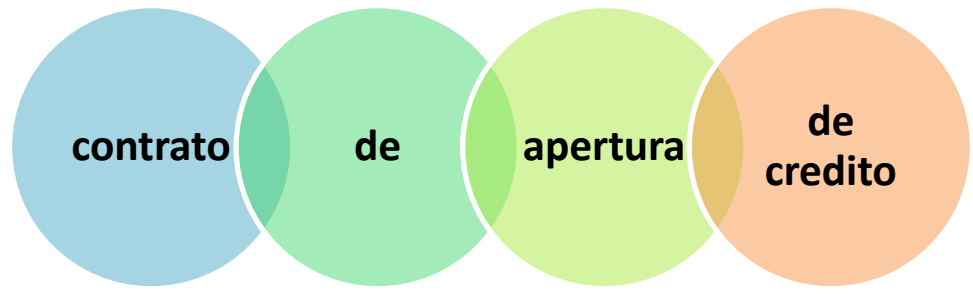 contrato
de
apertura
de
credito